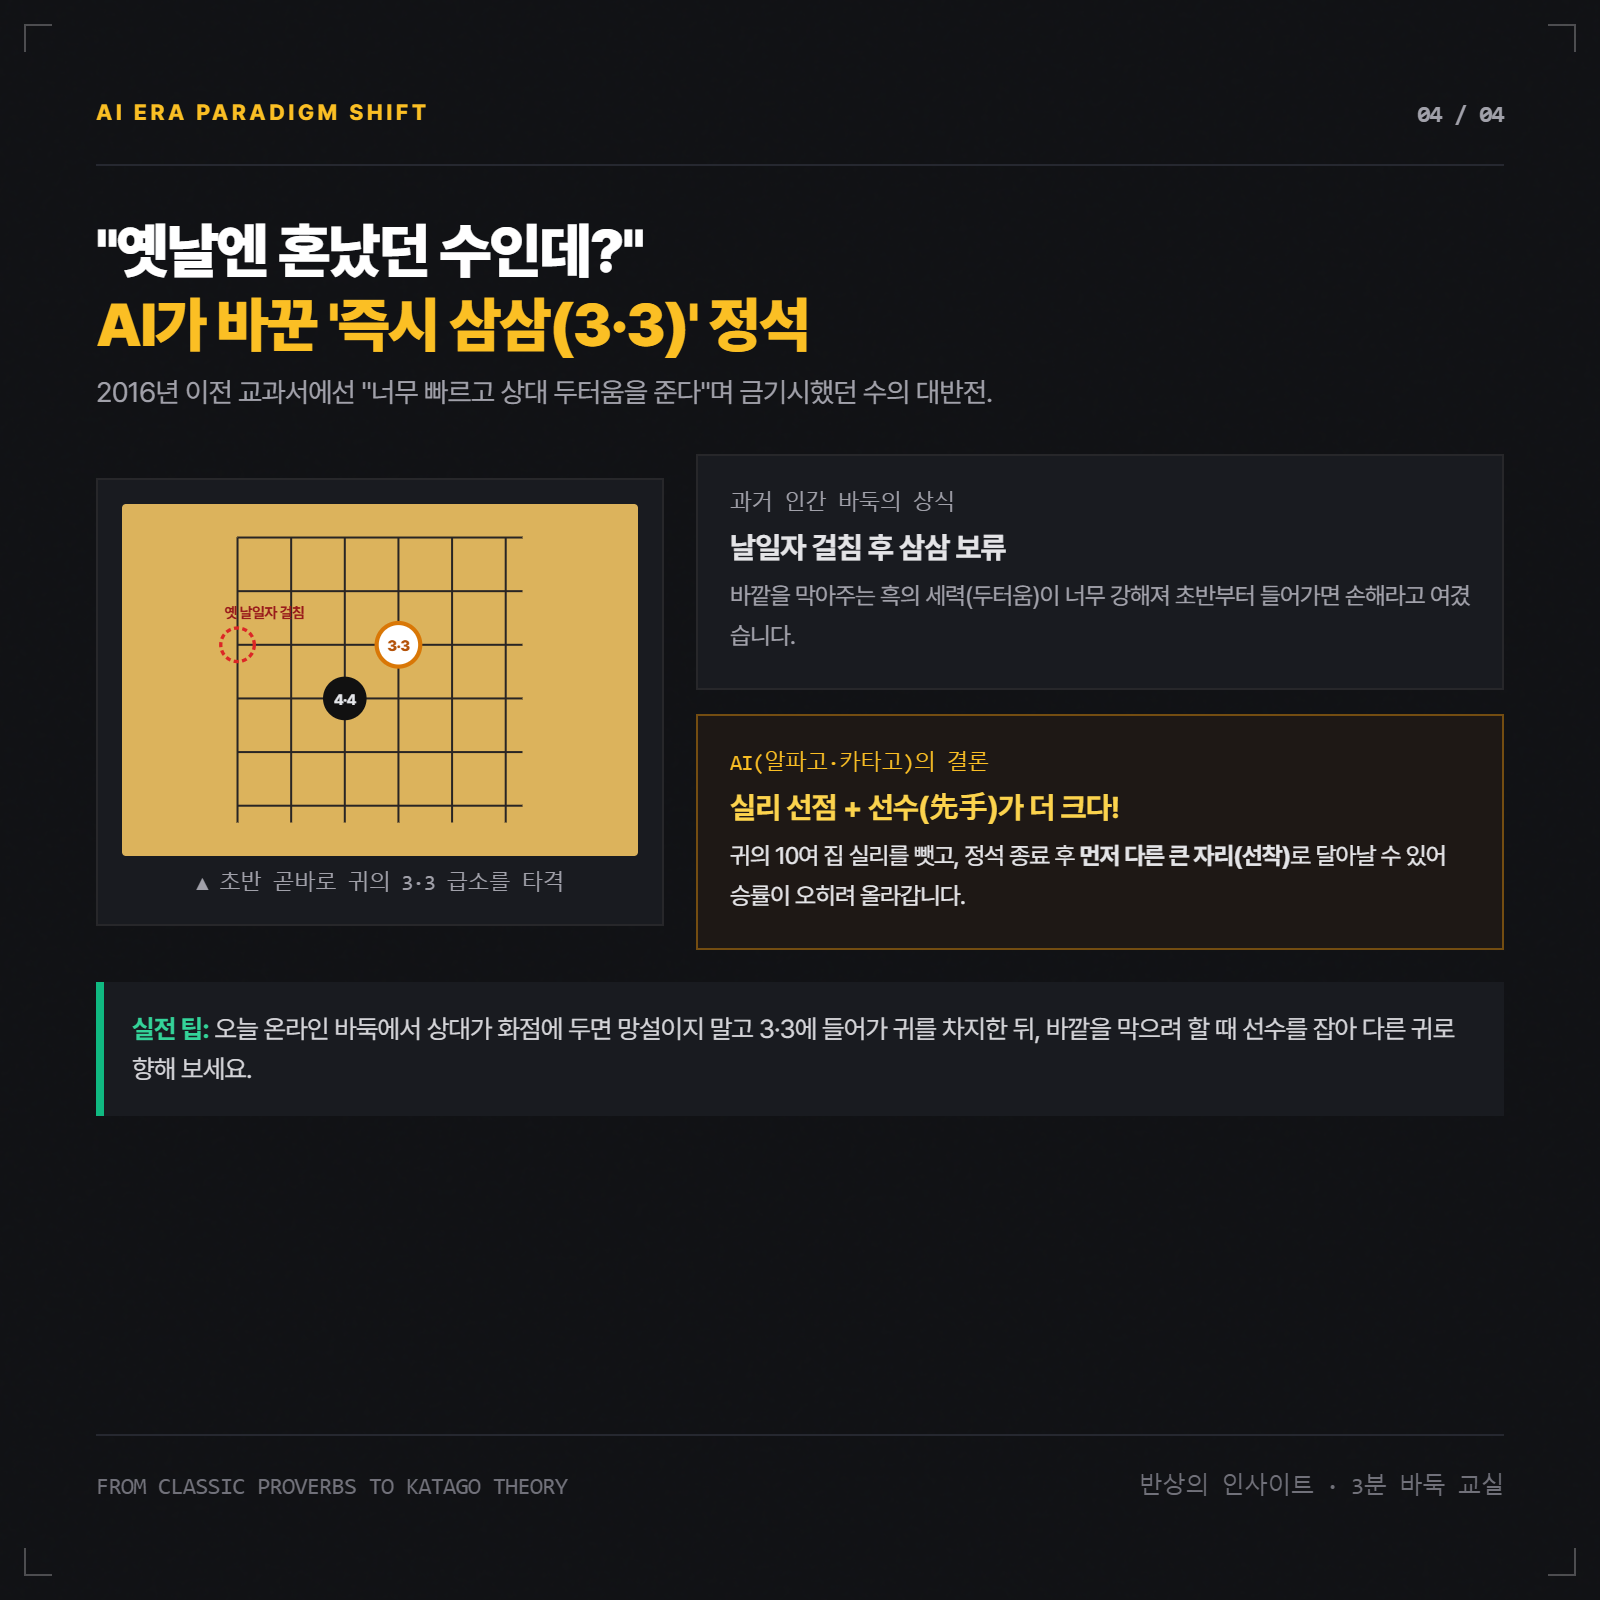 AI ERA PARADIGM SHIFT
04 / 04
"옛날엔 혼났던 수인데?"
AI가 바꾼 '즉시 삼삼(3·3)' 정석
2016년 이전 교과서에선 "너무 빠르고 상대 두터움을 준다"며 금기시했던 수의 대반전.
옛날일자 걸침
3·3
4·4
▲ 초반 곧바로 귀의 3·3 급소를 타격
과거 인간 바둑의 상식
날일자 걸침 후 삼삼 보류
바깥을 막아주는 흑의 세력(두터움)이 너무 강해져 초반부터 들어가면 손해라고 여겼
습니다.
AI(알파고·카타고)의 결론
실리 선점 + 선수(先手)가 더 크다!
귀의 10여 집 실리를 뺏고, 정석 종료 후 먼저 다른 큰 자리(선착)로 달아날 수 있어
승률이 오히려 올라갑니다.
실전 팁: 오늘 온라인 바둑에서 상대가 화점에 두면 망설이지 말고 3·3에 들어가 귀를 차지한 뒤, 바깥을 막으려 할 때 선수를 잡아 다른 귀로
향해 보세요.
FROM CLASSIC PROVERBS TO KATAGO THEORY
반상의 인사이트 · 3분 바둑 교실